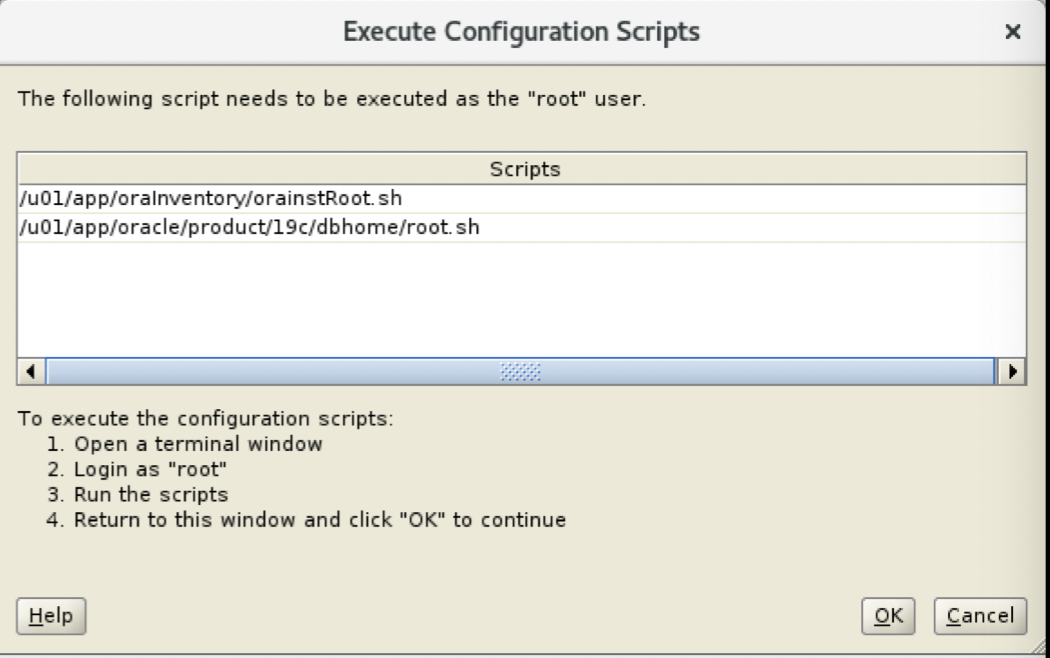 Execute Configuration Scripts
The following script needs to be executed as the "root" user.
Scripts
/u01/app/oraInventory/orainstRoot.sh
/u01/app/oracle/product/19c/dbhome/root.sh
To execute the configuration scripts:
1. Open a terminal window
2. Login as "root"
3. Run the scripts
4. Return to this window and click "OK" to continue
Help
OK
Cancel